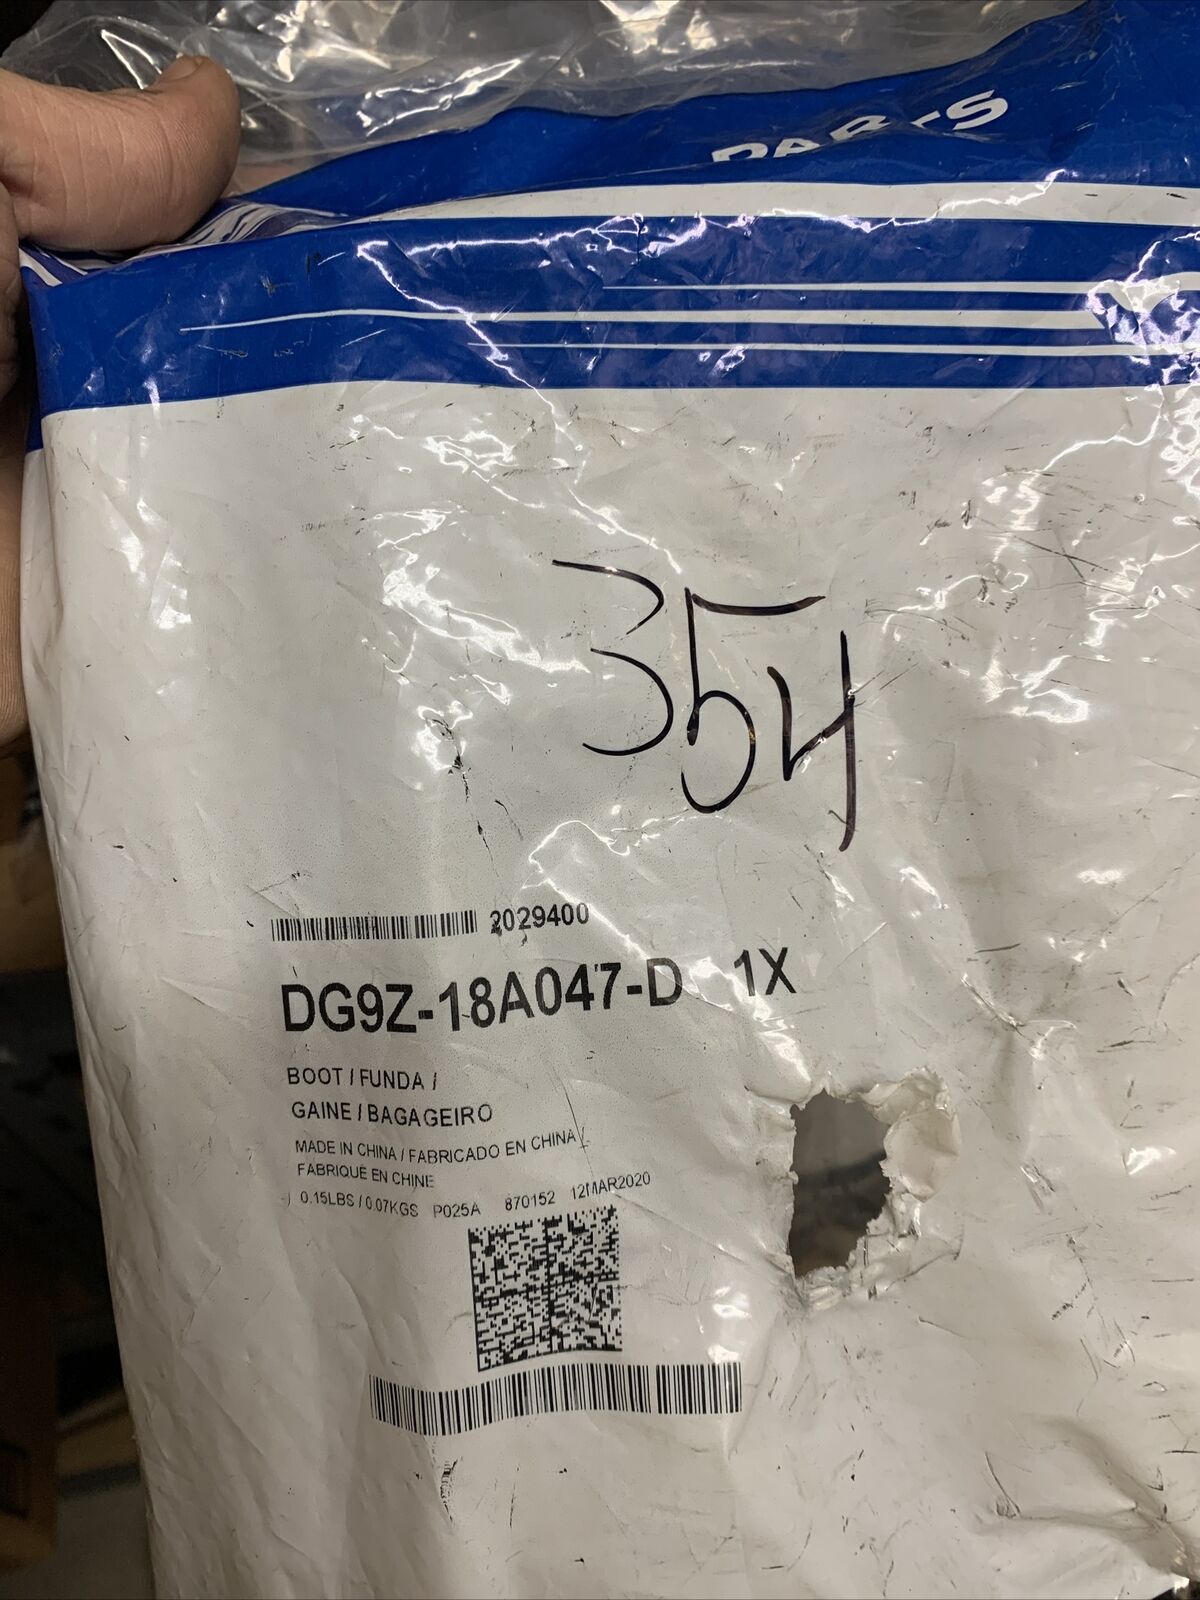 PARTS
354
2029400
DG9Z-18A047-D 1X
BOOT / FUNDA /
GAINE / BAGAGEIRO
MADE IN CHINA / FABRICADO EN CHINA /
FABRIQUE EN CHINE
0.15LBS / 0.07KGS P025A 870152 12MAR2020